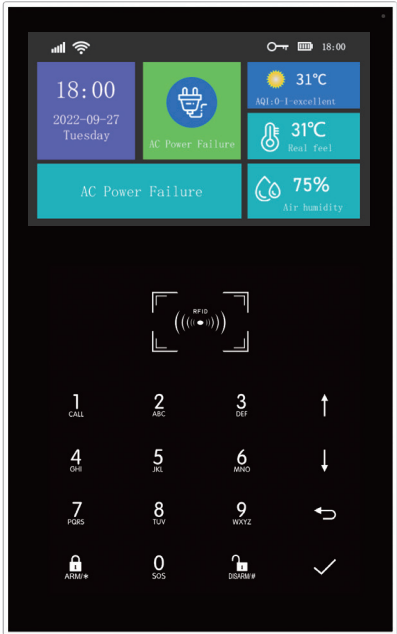 18:00
18:00
2022-09-27
Tuesday
AC Power Failure
31°C
AQI:0-I-excellent
31°C
Real feel
AC Power Failure
75%
Air humidity
RFID
1 2 3
CALL ABC DEF
4 5 6
GHI JKL MNO
7 8 9
PQRS TUV WXYZ
0
ARM/* SOS DISARM/#